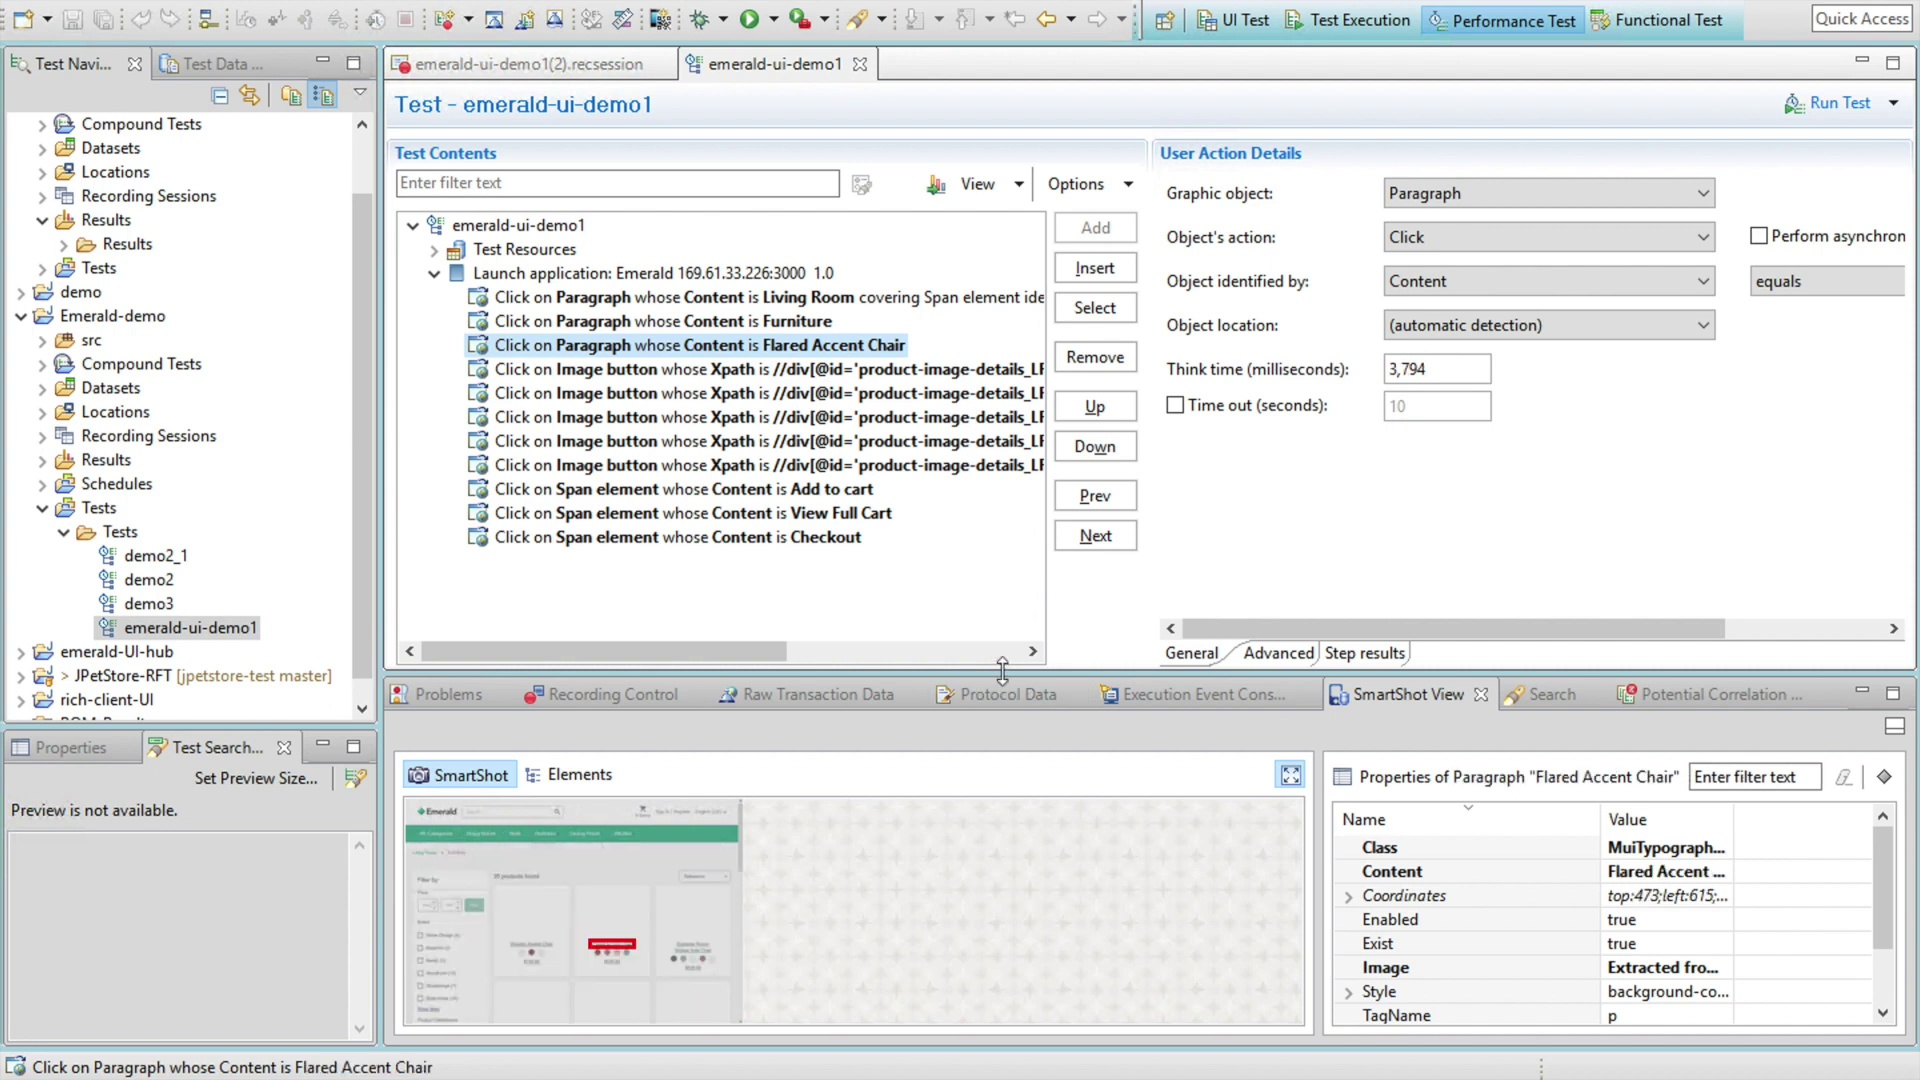 UI Test
Test Execution
Performance Test
Functional Test
Quick Access
Test Navi...
Test Data ...
emerald-ui-demo1(2).recsession
emerald-ui-demo1
Test - emerald-ui-demo1
Run Test
Compound Tests
Datasets
Locations
Recording Sessions
Results
Results
Tests
demo
Emerald-demo
src
Compound Tests
Datasets
Locations
Recording Sessions
Results
Schedules
Tests
Tests
demo2_1
demo2
demo3
emerald-ui-demo1
emerald-UI-hub
> JPetStore-RFT [jpetstore-test master]
rich-client-UI
Test Contents
Enter filter text
View
Options
emerald-ui-demo1
Test Resources
Launch application: Emerald 169.61.33.226:3000 1.0
Click on Paragraph whose Content is Living Room covering Span element ide
Click on Paragraph whose Content is Furniture
Click on Paragraph whose Content is Flared Accent Chair
Click on Image button whose Xpath is //div[@id='product-image-details_LF
Click on Image button whose Xpath is //div[@id='product-image-details_LF
Click on Image button whose Xpath is //div[@id='product-image-details_LF
Click on Image button whose Xpath is //div[@id='product-image-details_LF
Click on Image button whose Xpath is //div[@id='product-image-details_LF
Click on Span element whose Content is Add to cart
Click on Span element whose Content is View Full Cart
Click on Span element whose Content is Checkout
Add
Insert
Select
Remove
Up
Down
Prev
Next
User Action Details
Graphic object: Paragraph
Object's action: Click
Perform asynchron
Object identified by: Content
equals
Object location: (automatic detection)
Think time (milliseconds): 3,794
Time out (seconds): 10
General
Advanced
Step results
Problems
Recording Control
Raw Transaction Data
Protocol Data
Execution Event Cons...
SmartShot View
Search
Potential Correlation ...
Properties
Test Search...
Set Preview Size...
Preview is not available.
SmartShot
Elements
Emerald
Properties of Paragraph "Flared Accent Chair"
Enter filter text
Name Value
Class MuiTypograph...
Content Flared Accent ...
Coordinates top:473;left:615;...
Enabled true
Exist true
Image Extracted fro...
Style background-co...
TagName p
Click on Paragraph whose Content is Flared Accent Chair